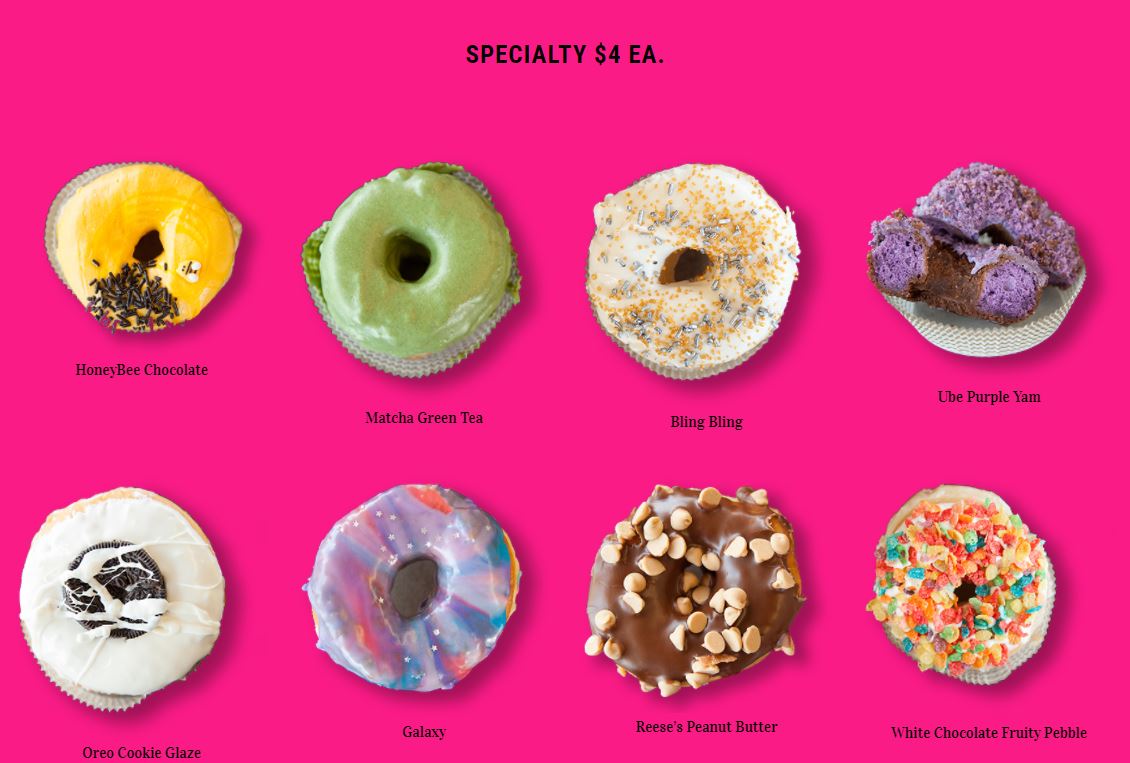 SPECIALTY $4 EA.
HoneyBee Chocolate
Matcha Green Tea
Bling Bling
Ube Purple Yam
Oreo Cookie Glaze
Galaxy
Reese's Peanut Butter
White Chocolate Fruity Pebble